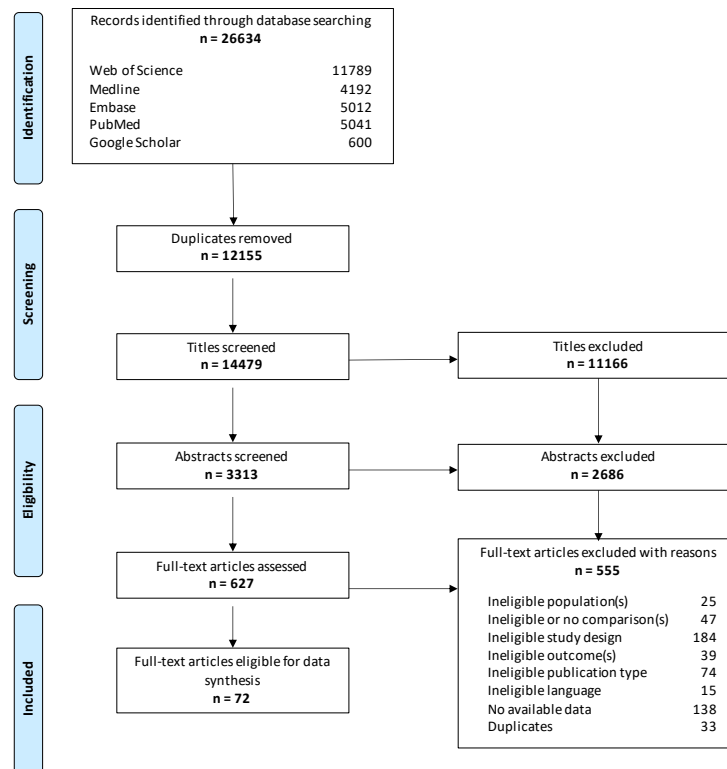 Identification
Records identified through database searching
n = 26634
Web of Science 11789
Medline 4192
Embase 5012
PubMed 5041
Google Scholar 600
Screening
Duplicates removed
n = 12155
Titles screened
n = 14479
Titles excluded
n = 11166
Eligibility
Abstracts screened
n = 3313
Abstracts excluded
n = 2686
Full-text articles assessed
n = 627
Full-text articles excluded with reasons
n = 555
Ineligible population(s) 25
Ineligible or no comparison(s) 47
Ineligible study design 184
Ineligible outcome(s) 39
Ineligible publication type 74
Ineligible language 15
No available data 138
Duplicates 33
Included
Full-text articles eligible for data
synthesis
n = 72